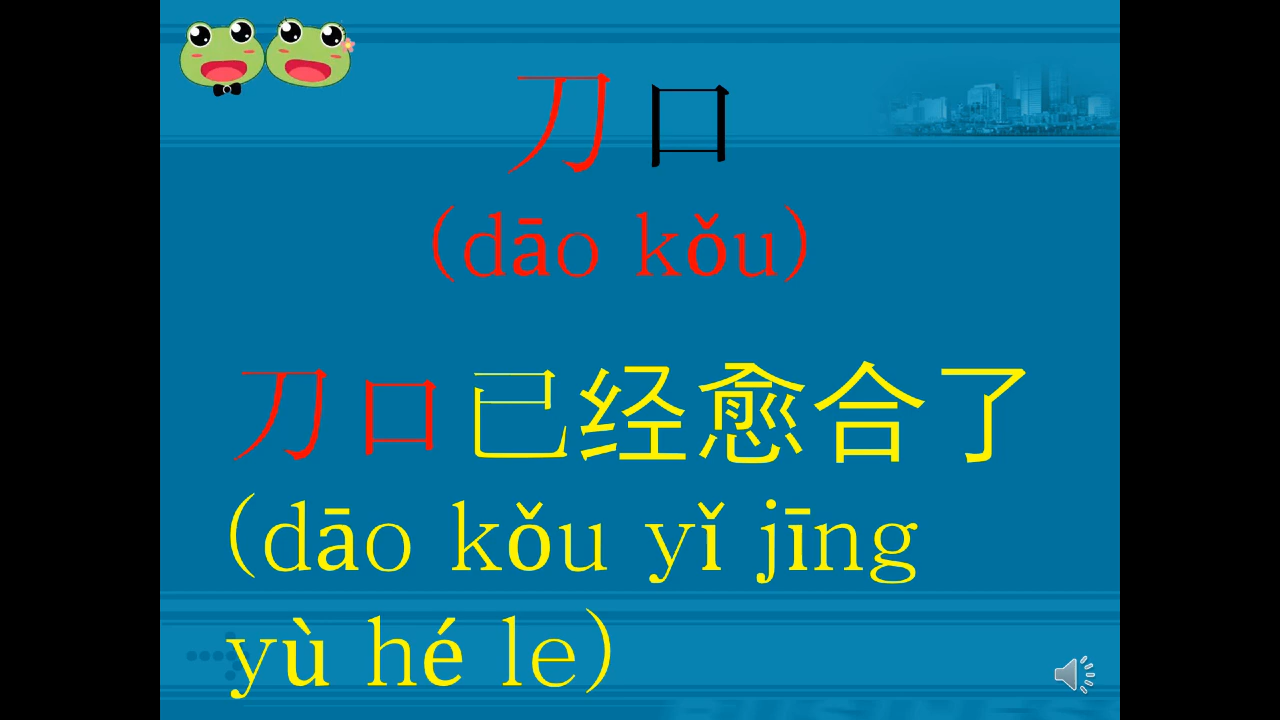 刀口
(dāo kǒu)
刀口已经愈合了
(dāo kǒu yǐ jīng
yù hé le)